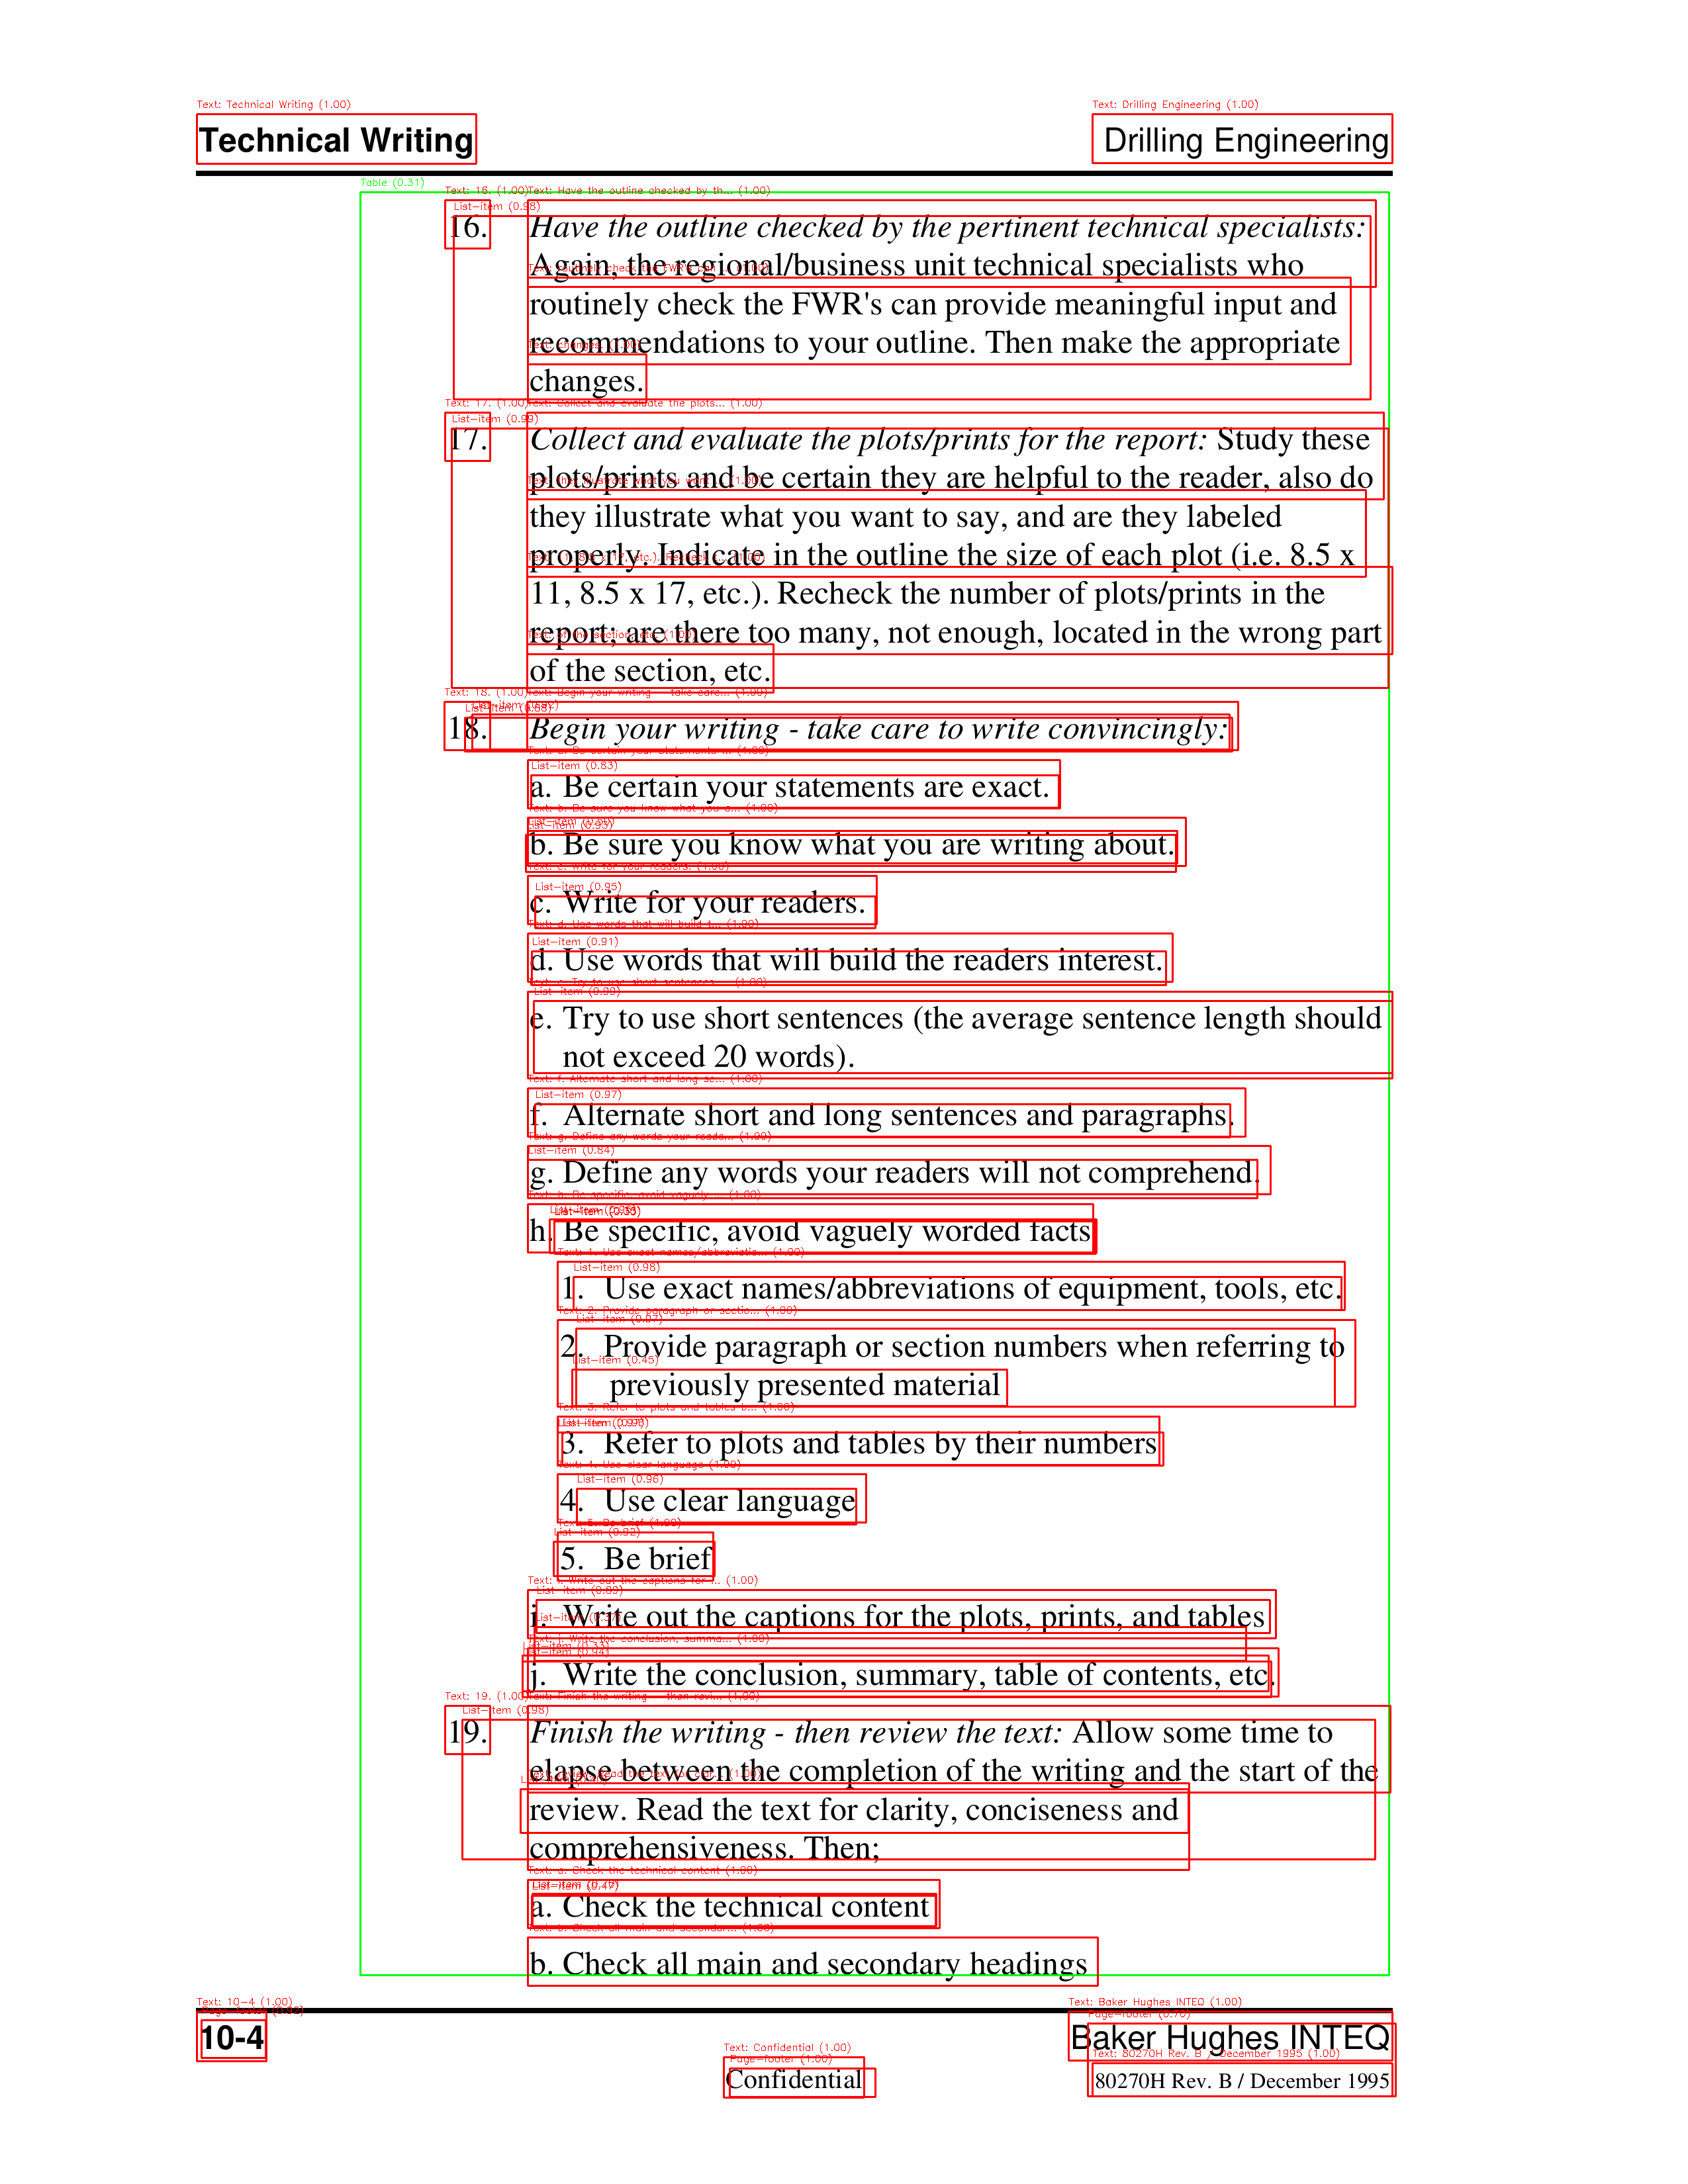 Technical Writing
Drilling Engineering
16. Have the outline checked by the pertinent technical specialists:
Again, the regional/business unit technical specialists who
routinely check the FWR's can provide meaningful input and
recommendations to your outline. Then make the appropriate
changes.
17. Collect and evaluate the plots/prints for the report: Study these
plots/prints and be certain they are helpful to the reader, also do
they illustrate what you want to say, and are they labeled
properly. Indicate in the outline the size of each plot (i.e. 8.5 x
11, 8.5 x 17, etc.). Recheck the number of plots/prints in the
report; are there too many, not enough, located in the wrong part
of the section, etc.
18. Begin your writing - take care to write convincingly:
a. Be certain your statements are exact.
b. Be sure you know what you are writing about.
c. Write for your readers.
d. Use words that will build the readers interest.
e. Try to use short sentences (the average sentence length should
not exceed 20 words).
f. Alternate short and long sentences and paragraphs.
g. Define any words your readers will not comprehend.
h. Be specific, avoid vaguely worded facts
1. Use exact names/abbreviations of equipment, tools, etc.
2. Provide paragraph or section numbers when referring to
previously presented material
3. Refer to plots and tables by their numbers
4. Use clear language
5. Be brief
i. Write out the captions for the plots, prints, and tables
j. Write the conclusion, summary, table of contents, etc.
19. Finish the writing - then review the text: Allow some time to
elapse between the completion of the writing and the start of the
review. Read the text for clarity, conciseness and
comprehensiveness. Then;
a. Check the technical content
b. Check all main and secondary headings
10-4
Baker Hughes INTEQ
Confidential
80270H Rev. B / December 1995